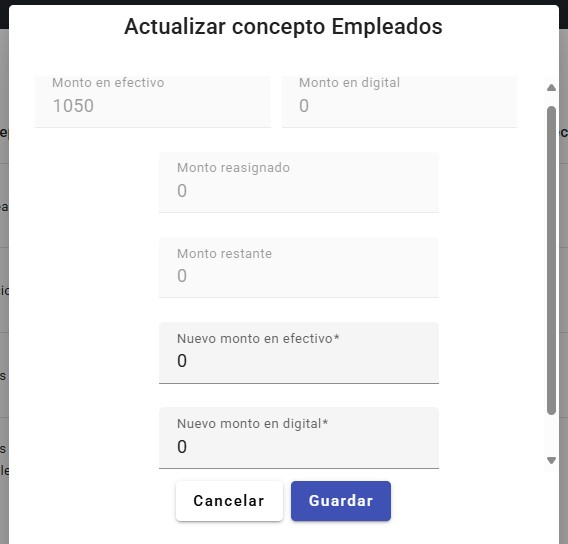 Actualizar concepto Empleados
Monto en efectivo
1050
Monto en digital
0
Monto reasignado
0
Monto restante
0
Nuevo monto en efectivo*
0
Nuevo monto en digital*
0
Cancelar
Guardar